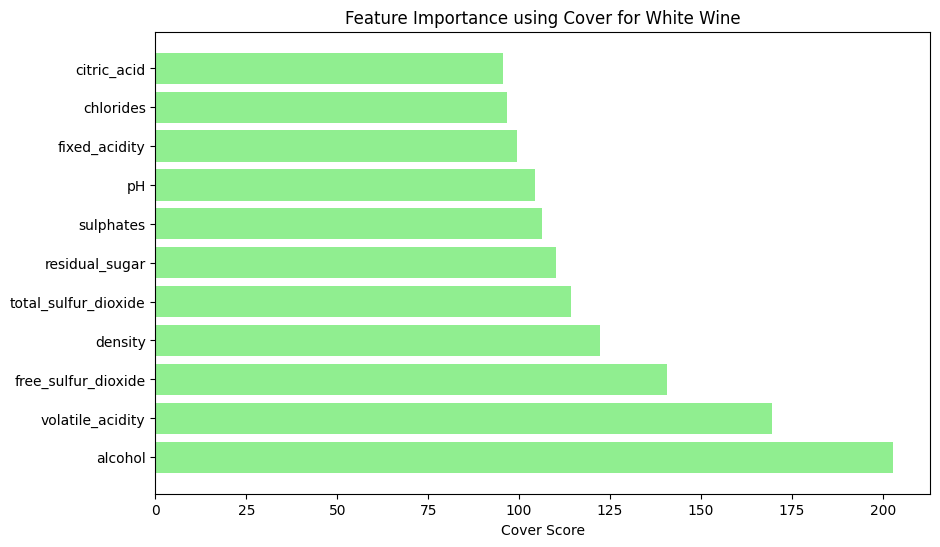 Feature Importance using Cover for White Wine
citric_acid
chlorides
fixed_acidity
pH
sulphates
residual_sugar
total_sulfur_dioxide
density
free_sulfur_dioxide
volatile_acidity
alcohol
0 25 50 75 100 125 150 175 200
Cover Score